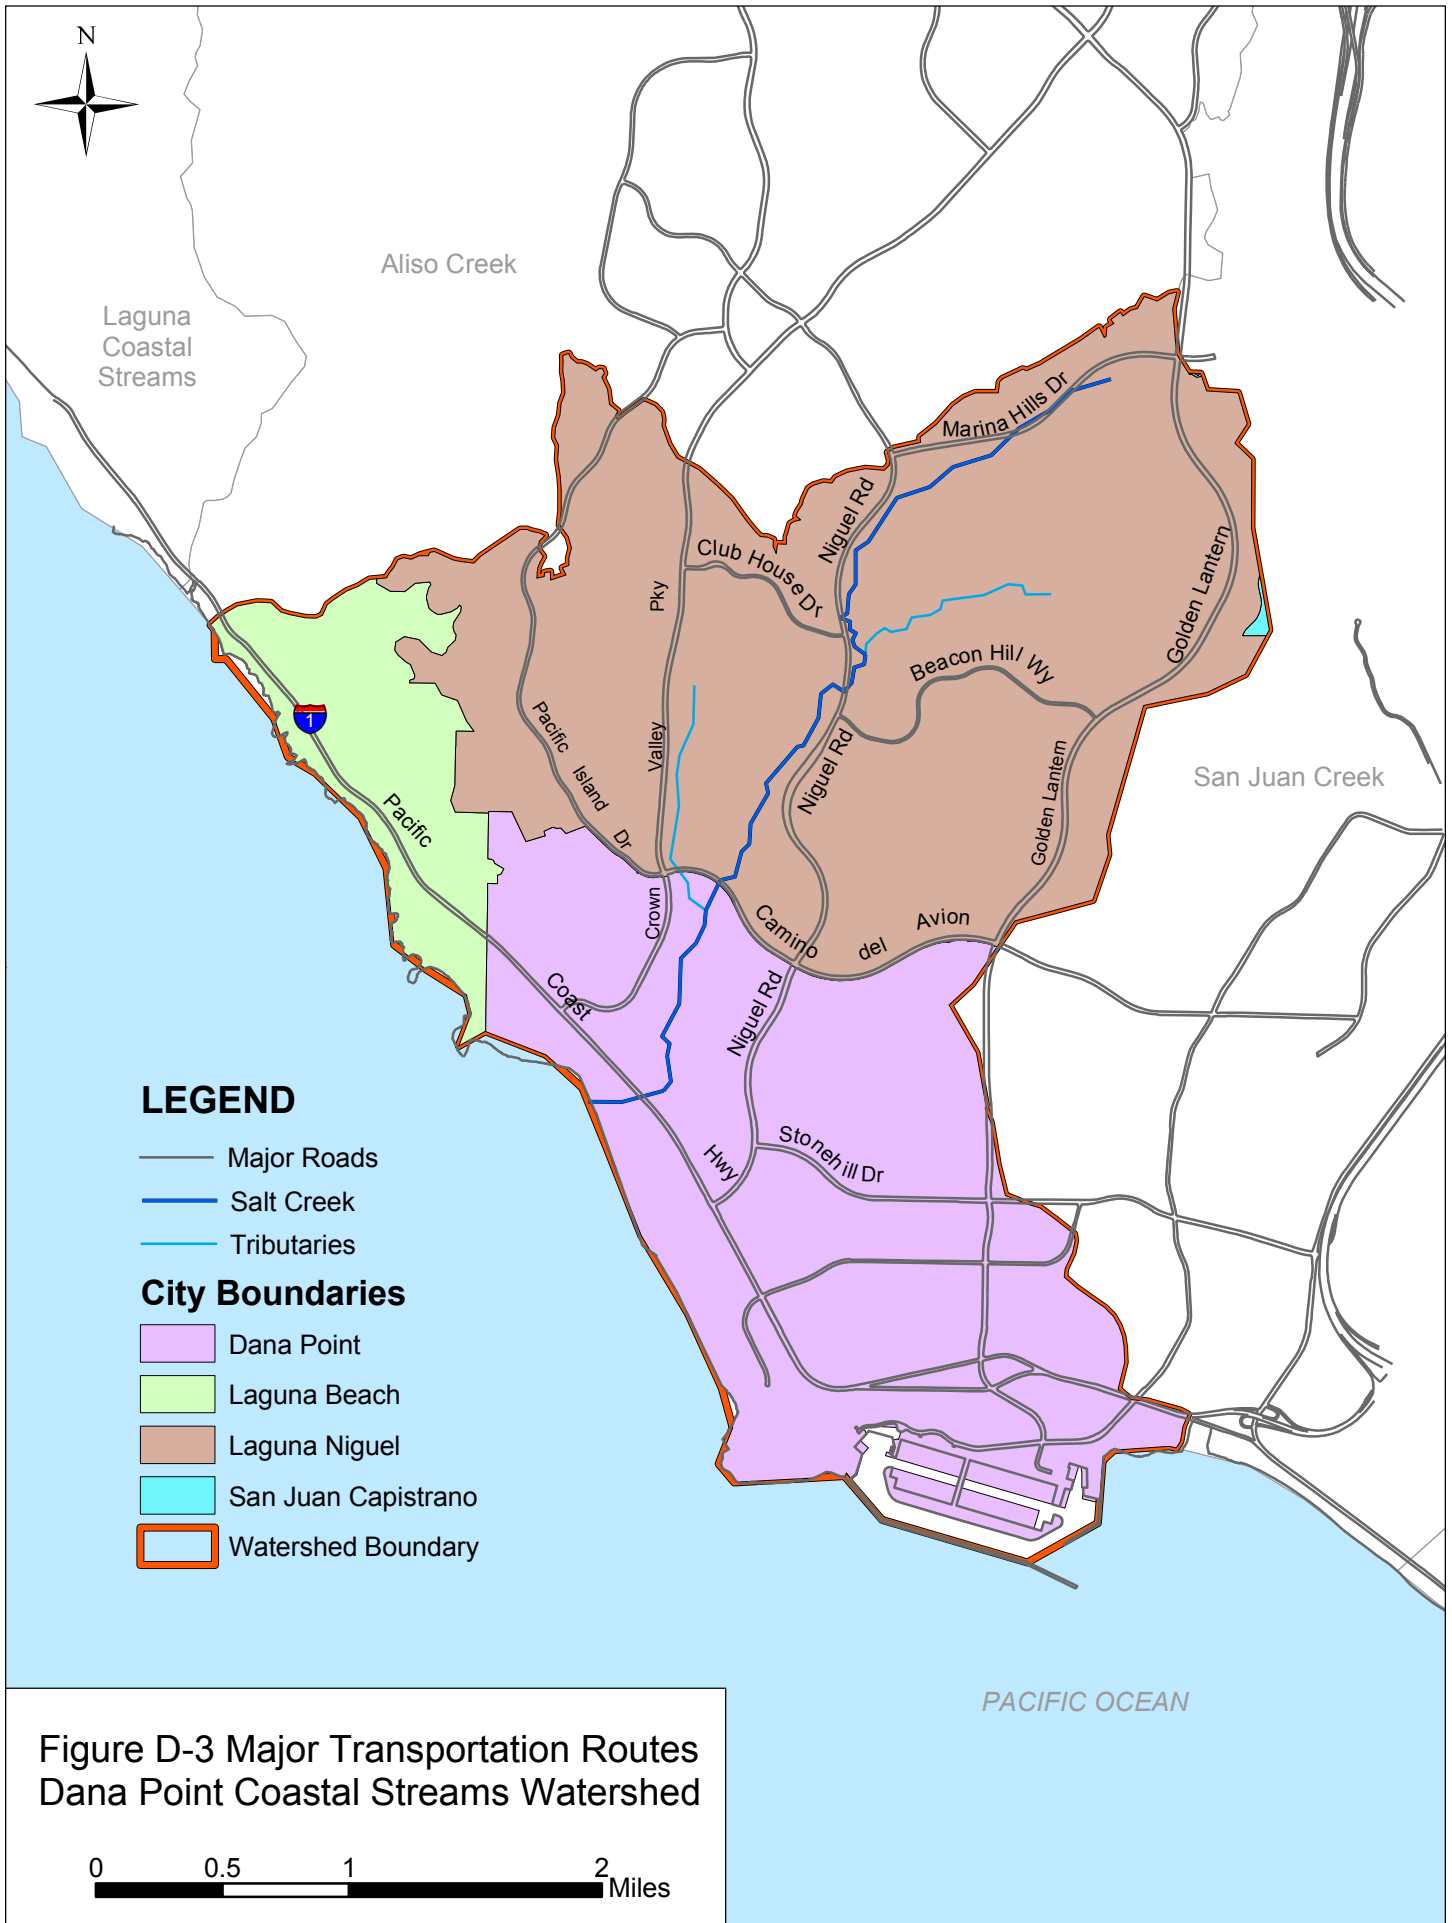 N
Aliso Creek
Laguna
Coastal
Streams
Marina Hills Dr
Niguel Rd
Club House Dr
Pky
Golden Lantern
Beacon Hill Wy
1
Pacific
Island
Dr
Valley
Niguel Rd
Golden Lantern
San Juan Creek
Pacific
Crown
Camino
del
Avion
Coast
Niguel Rd
Hwy
Stonehill Dr
LEGEND
Major Roads
Salt Creek
Tributaries
City Boundaries
Dana Point
Laguna Beach
Laguna Niguel
San Juan Capistrano
Watershed Boundary
PACIFIC OCEAN
Figure D-3 Major Transportation Routes
Dana Point Coastal Streams Watershed
0 0.5 1 2
Miles